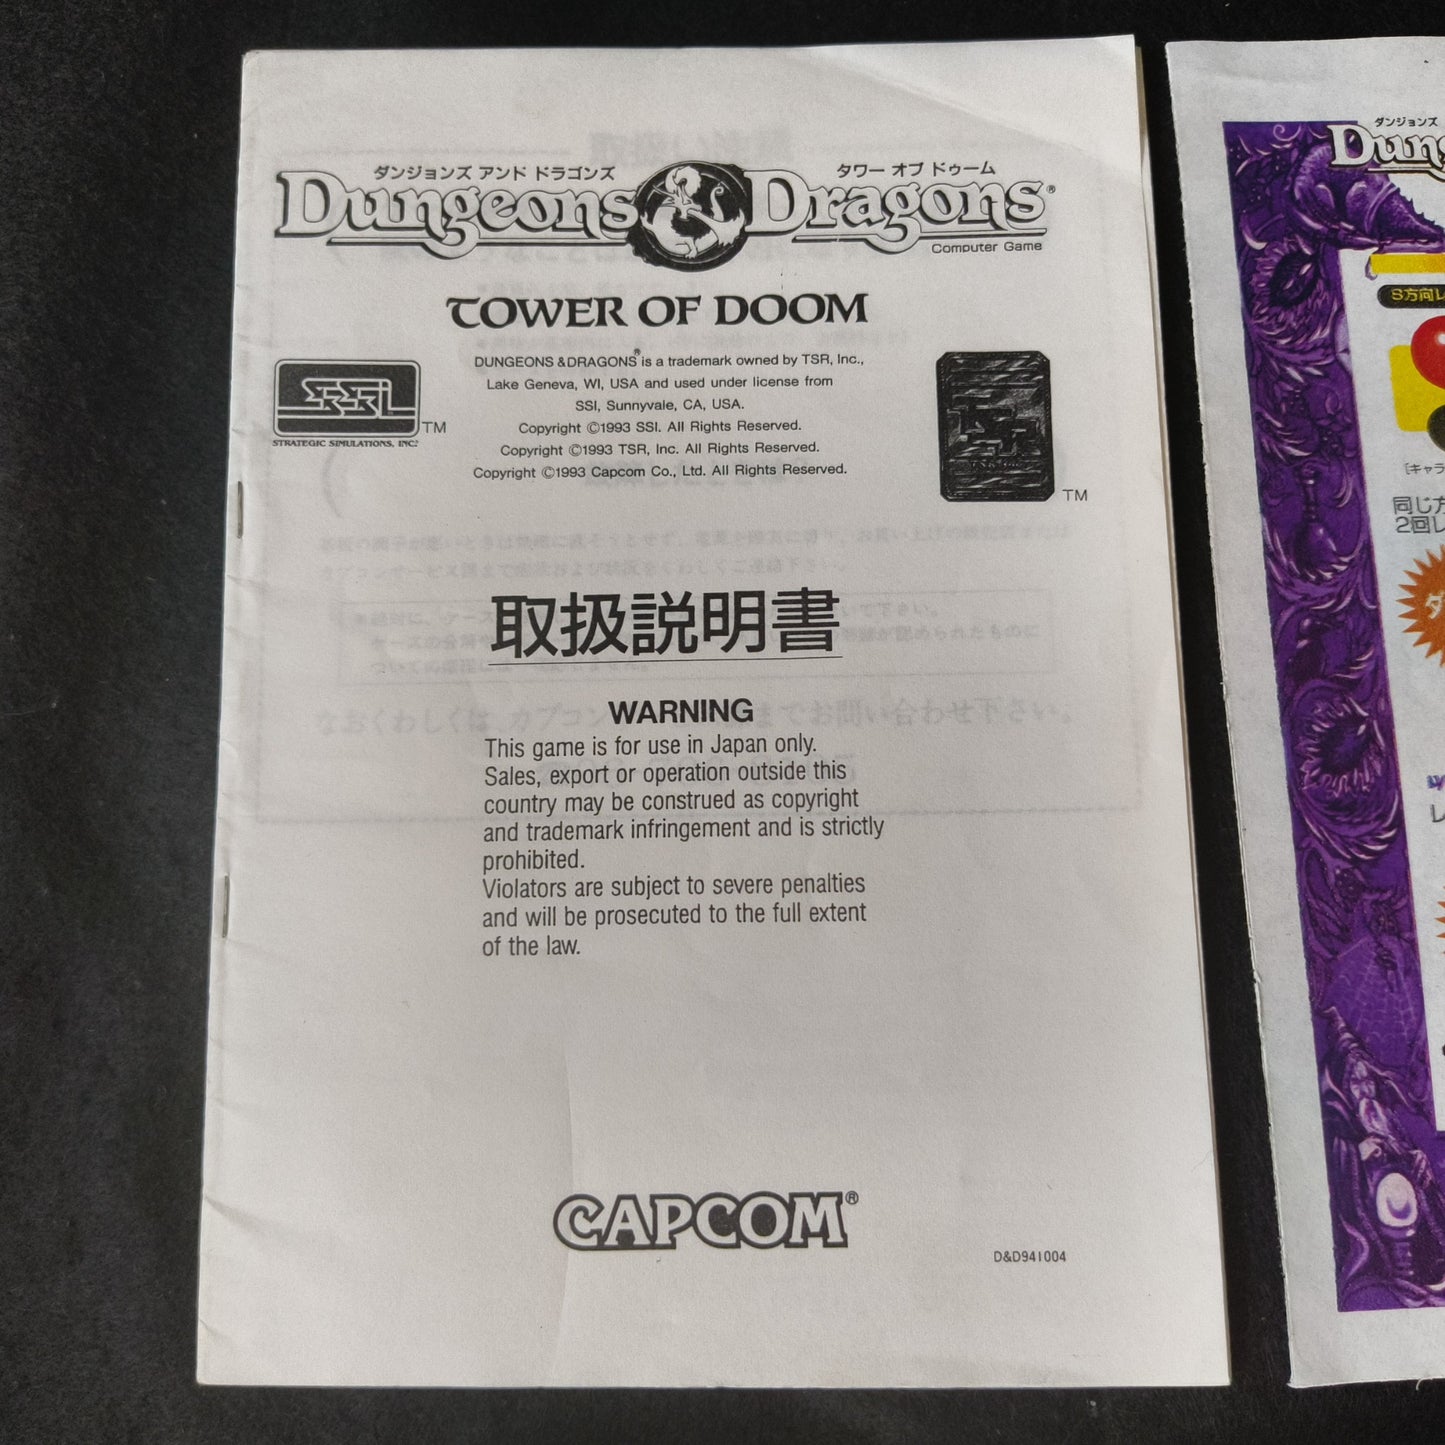 ダンジョンズ アンド ドラゴンズ
タワー オブ ドゥーム
Dungeons & Dragons®
Computer Game
TOWER OF DOOM
DUNGEONS & DRAGONS® is a trademark owned by TSR, Inc.,
Lake Geneva, WI, USA and used under license from
SSI, Sunnyvale, CA, USA.
Copyright ©1993 SSI. All Rights Reserved.
Copyright ©1993 TSR, Inc. All Rights Reserved.
Copyright ©1993 Capcom Co., Ltd. All Rights Reserved.
SSI
TM
STRATEGIC SIMULATIONS, INC.®
TSR
TM
取扱説明書
WARNING
This game is for use in Japan only.
Sales, export or operation outside this
country may be construed as copyright
and trademark infringement and is strictly
prohibited.
Violators are subject to severe penalties
and will be prosecuted to the full extent
of the law.
CAPCOM®
D&D941004
ダンジョンズ
Dung
8方向レ
[キャラ
同じ方
2回レ
ダ
レ